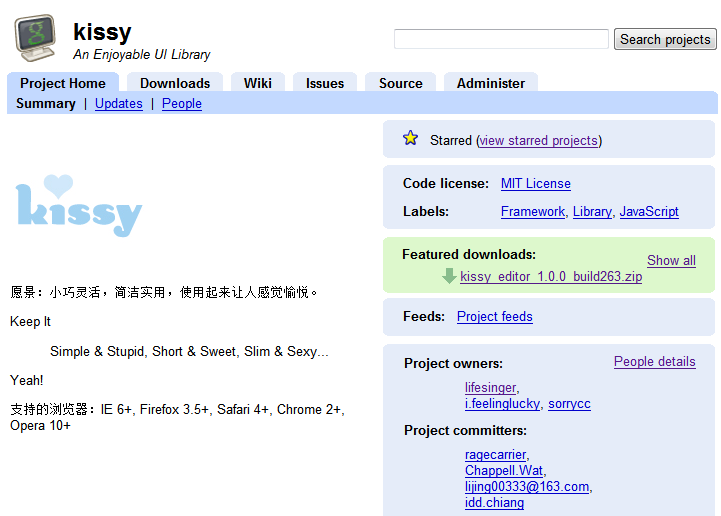 kissy
An Enjoyable UI Library
Search projects
Project Home Downloads Wiki Issues Source Administer
Summary | Updates | People
kissy
愿景：小巧灵活，简洁实用，使用起来让人感觉愉悦。
Keep It
Simple & Stupid, Short & Sweet, Slim & Sexy...
Yeah!
支持的浏览器：IE 6+, Firefox 3.5+, Safari 4+, Chrome 2+,
Opera 10+
Starred (view starred projects)
Code license: MIT License
Labels: Framework, Library, JavaScript
Featured downloads: Show all
kissy_editor_1.0.0_build263.zip
Feeds: Project feeds
Project owners: People details
lifesinger,
i.feelinglucky, sorrycc
Project committers:
ragecarrier,
Chappell.Wat,
lijing00333@163.com,
idd.chiang